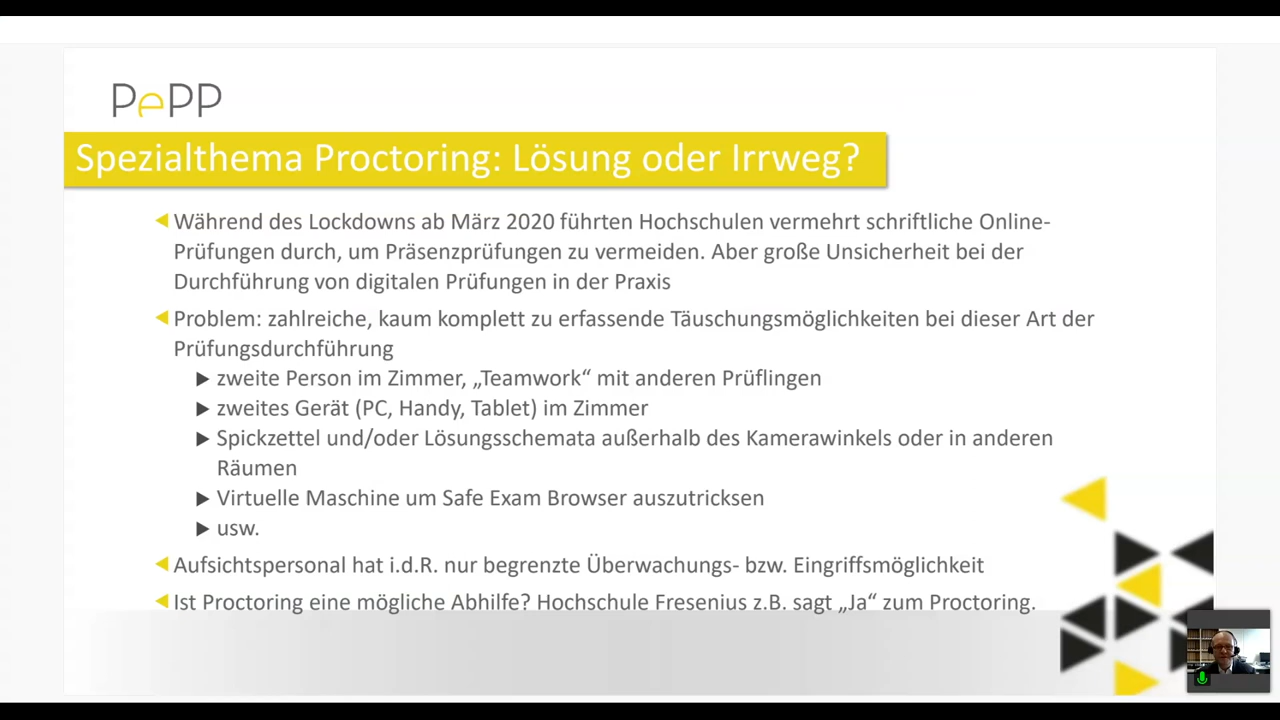 PePP
Spezialthema Proctoring: Lösung oder Irrweg?
Während des Lockdowns ab März 2020 führten Hochschulen vermehrt schriftliche Online-
Prüfungen durch, um Präsenzprüfungen zu vermeiden. Aber große Unsicherheit bei der
Durchführung von digitalen Prüfungen in der Praxis
Problem: zahlreiche, kaum komplett zu erfassende Täuschungsmöglichkeiten bei dieser Art der
Prüfungsdurchführung
zweite Person im Zimmer, „Teamwork“ mit anderen Prüflingen
zweites Gerät (PC, Handy, Tablet) im Zimmer
Spickzettel und/oder Lösungsschemata außerhalb des Kamerawinkels oder in anderen
Räumen
Virtuelle Maschine um Safe Exam Browser auszutricksen
usw.
Aufsichtspersonal hat i.d.R. nur begrenzte Überwachungs- bzw. Eingriffsmöglichkeit
Ist Proctoring eine mögliche Abhilfe? Hochschule Fresenius z.B. sagt „Ja“ zum Proctoring.